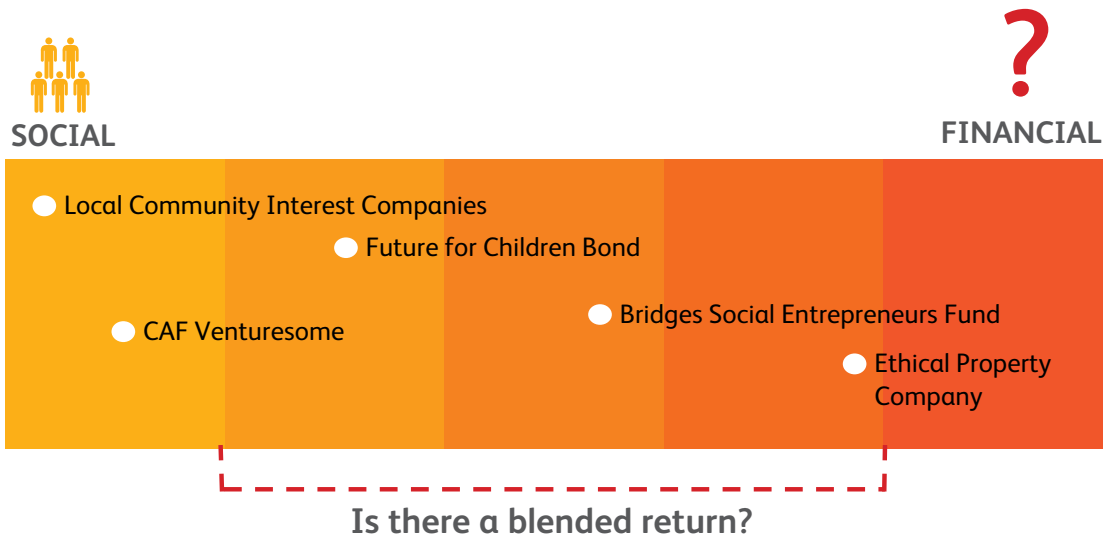 ?
SOCIAL
FINANCIAL
Local Community Interest Companies
Future for Children Bond
Bridges Social Entrepreneurs Fund
CAF Venturesome
Ethical Property
Company
Is there a blended return?